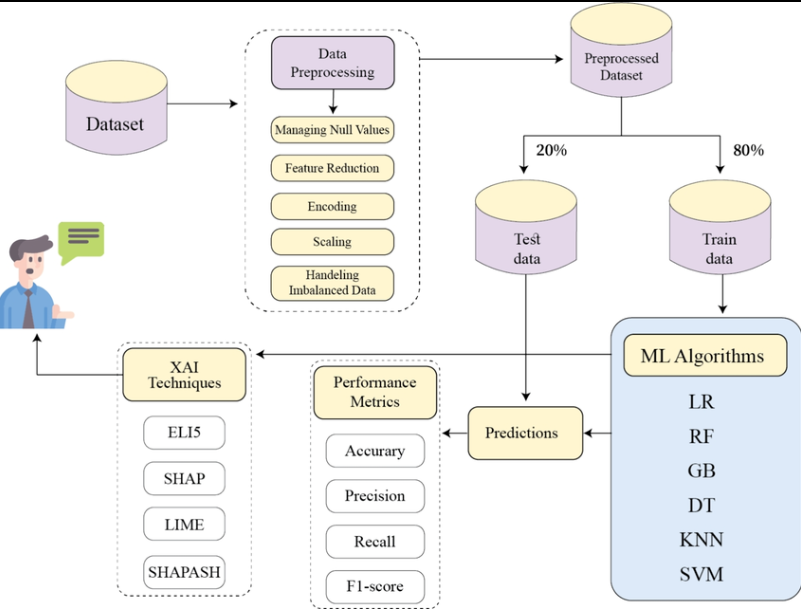 Dataset
Data
Preprocessing
Managing Null Values
Feature Reduction
Encoding
Scaling
Handeling
Imbalanced Data
Preprocessed
Dataset
20%
80%
Test
data
Train
data
ML Algorithms
LR
RF
GB
DT
KNN
SVM
Predictions
Performance
Metrics
Accurary
Precision
Recall
F1-score
XAI
Techniques
ELI5
SHAP
LIME
SHAPASH